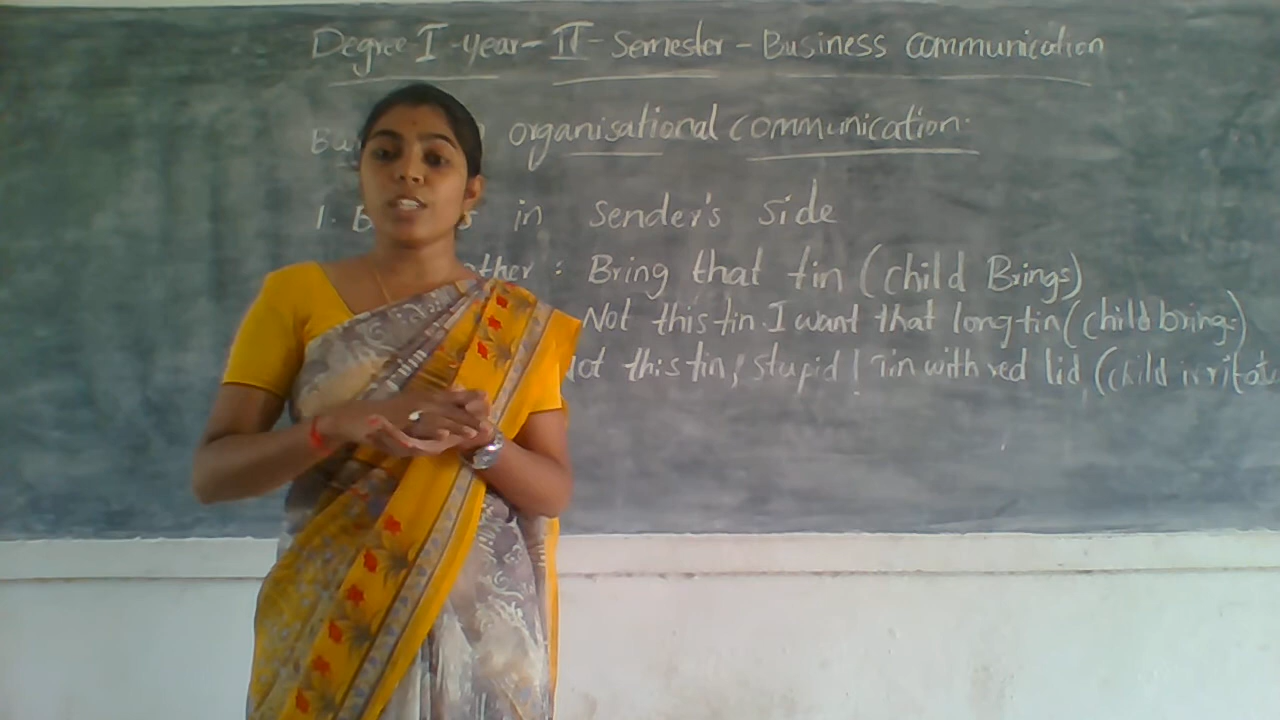 Degree I-year - II - Semester - Business communication
organisational communication.
1. in Sender's side
: Bring that tin (child Brings)
Not this tin. I want that long tin (child brings)
this tin, stupid! Tin with red lid (child